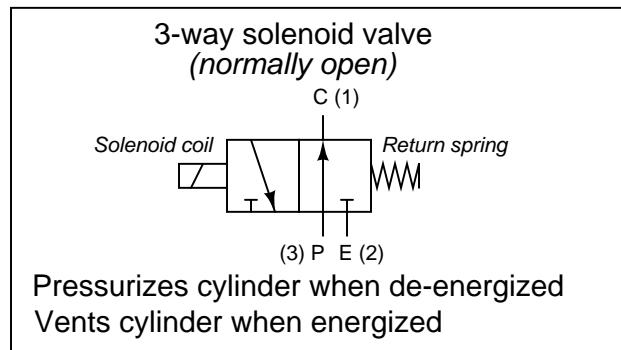 3-way solenoid valve
(normally open)
C (1)
Solenoid coil
Return spring
(3) P E (2)
Pressurizes cylinder when de-energized
Vents cylinder when energized